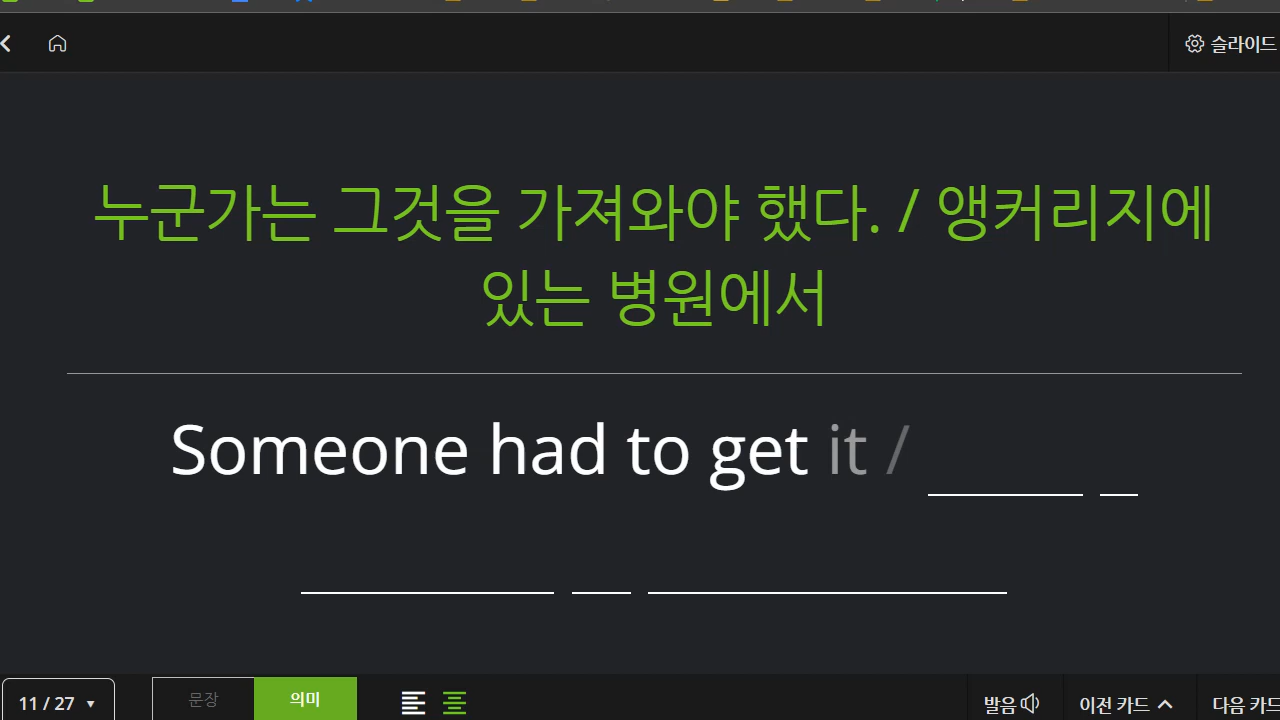 슬라이드
누군가는 그것을 가져와야 했다. / 앵커리지에
있는 병원에서
Someone had to get it /
11 / 27
문장
의미
발음
이전 카드
다음 카드